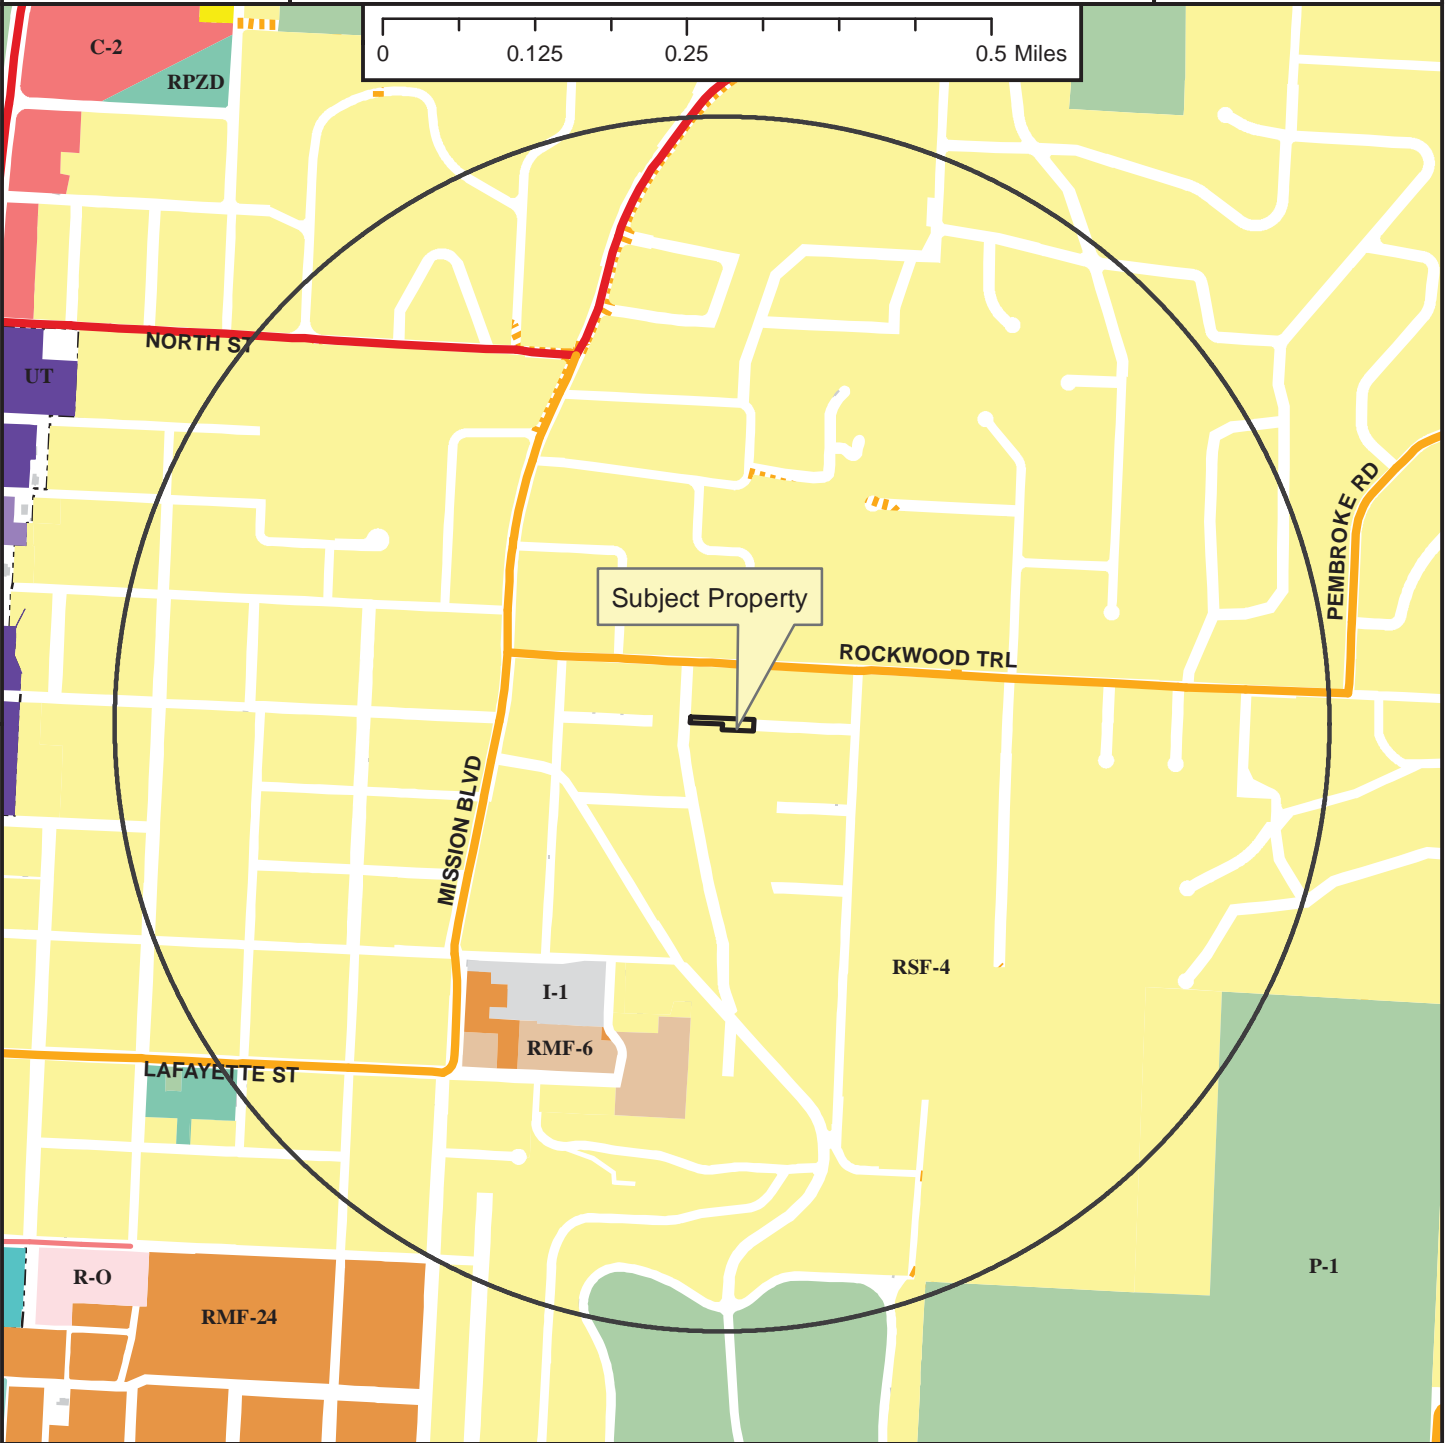 C-2
RPZD
0 0.125 0.25 0.5 Miles
NORTH ST
UT
PEMBROKE RD
Subject Property
ROCKWOOD TRL
MISSION BLVD
RSF-4
I-1
RMF-6
LAFAYETTE ST
R-O
RMF-24
P-1